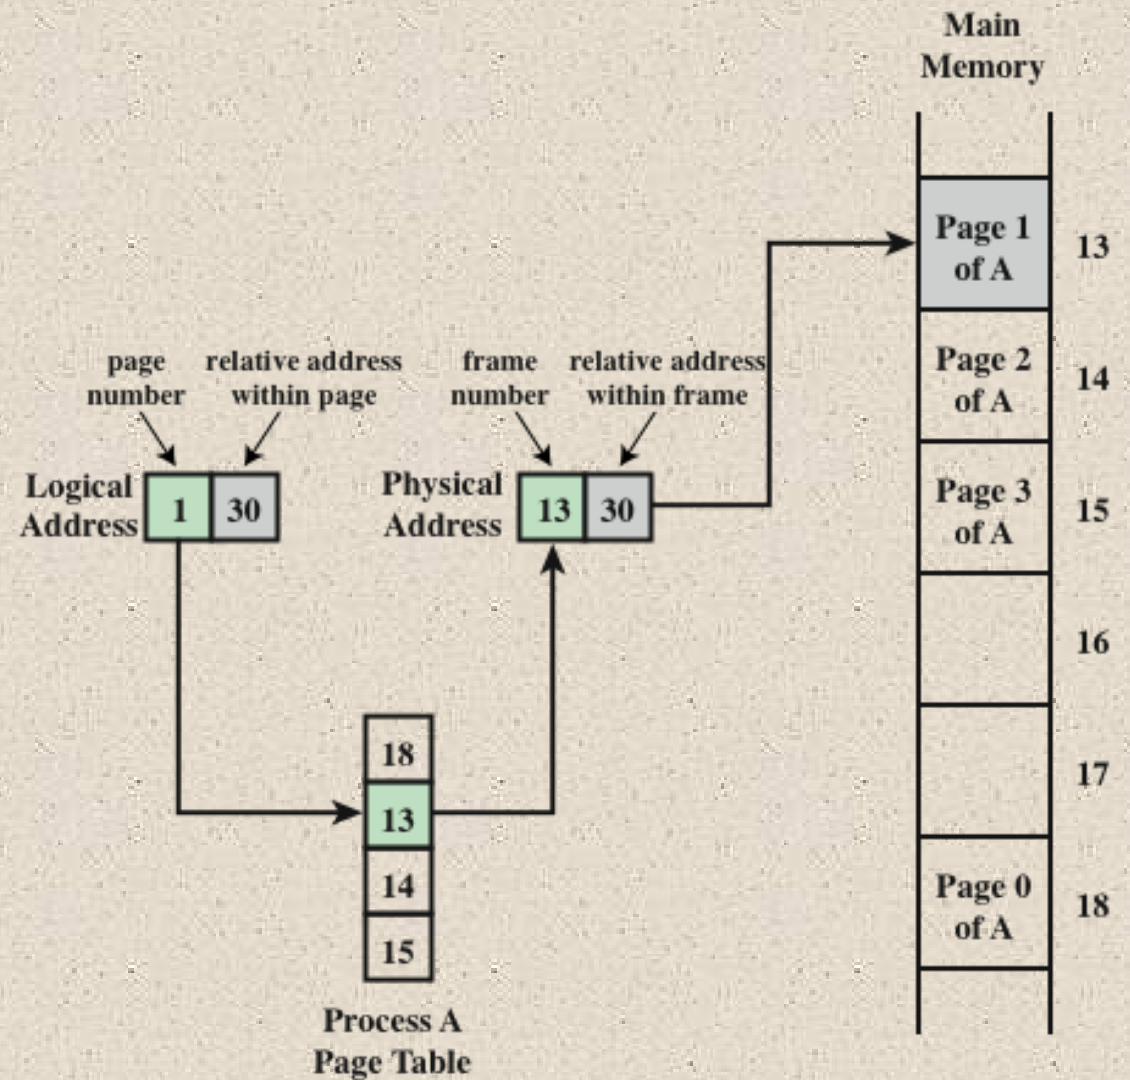 Main
Memory
Page 1
of A
13
Page 2
of A
14
Page 3
of A
15
16
17
Page 0
of A
18
page
number
relative address
within page
frame
number
relative address
within frame
Logical
Address
1
30
Physical
Address
13
30
18
13
14
15
Process A
Page Table